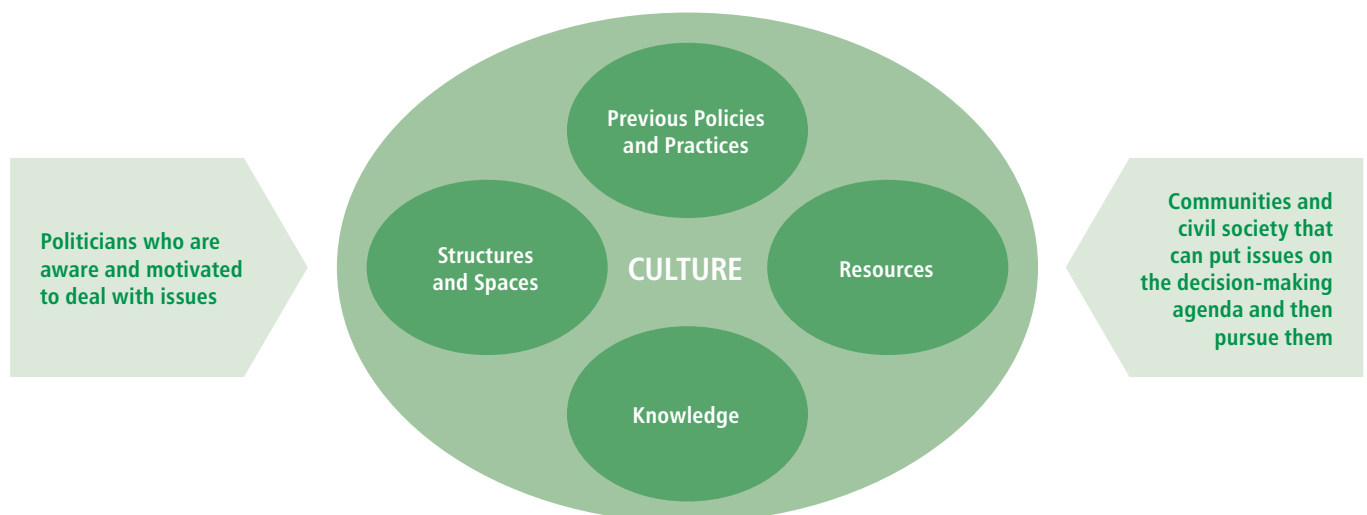 Previous Policies
and Practices
Politicians who are
aware and motivated
to deal with issues
Structures
and Spaces
CULTURE
Resources
Communities and
civil society that
can put issues on
the decision-making
agenda and then
pursue them
Knowledge